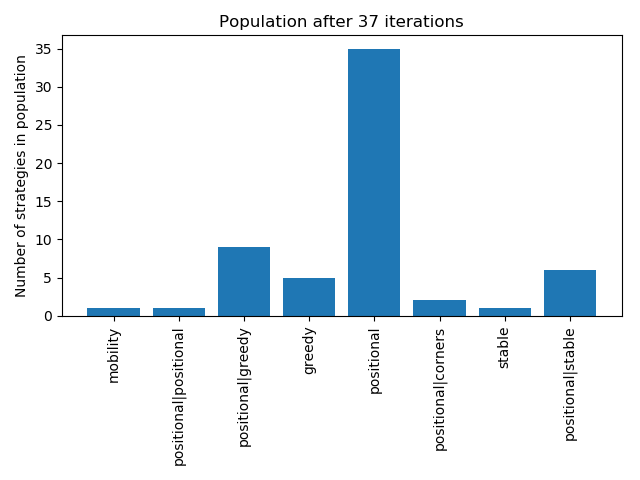 Population after 37 iterations
Number of strategies in population
35
30
25
20
15
10
5
0
mobility
positional|positional
positional|greedy
greedy
positional
positional|corners
stable
positional|stable